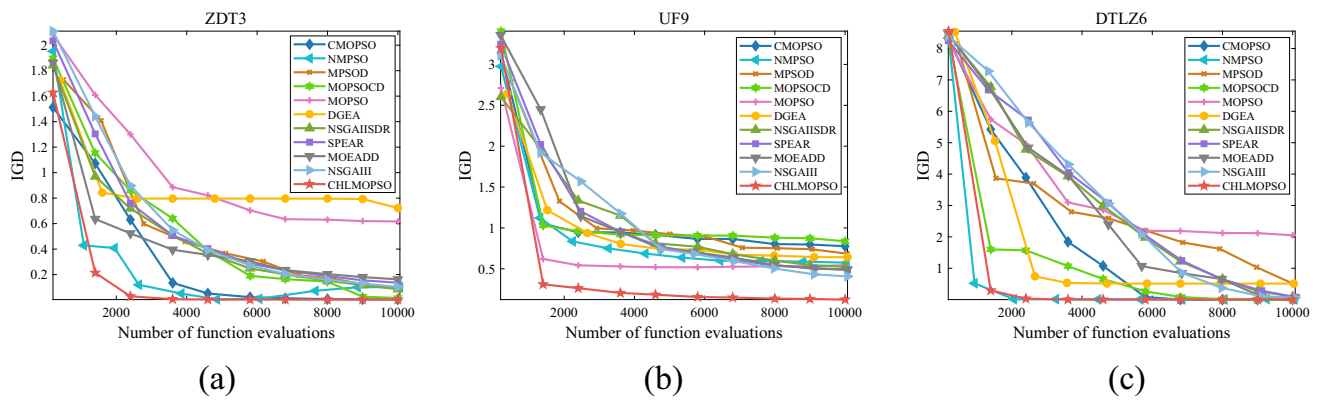 ZDT3
IGD
2
1.8
1.6
1.4
1.2
1
0.8
0.6
0.4
0.2
2000 4000 6000 8000 10000
Number of function evaluations
CMOPSO
NMPSO
MPSOD
MOPSOCD
MOPSO
DGEA
NSGAIISDR
SPEAR
MOEADD
NSGAIII
CHLMOPSO
(a)
UF9
IGD
3
2.5
2
1.5
1
0.5
2000 4000 6000 8000 10000
Number of function evaluations
CMOPSO
NMPSO
MPSOD
MOPSOCD
MOPSO
DGEA
NSGAIISDR
SPEAR
MOEADD
NSGAIII
CHLMOPSO
(b)
DTLZ6
IGD
8
7
6
5
4
3
2
1
2000 4000 6000 8000 10000
Number of function evaluations
CMOPSO
NMPSO
MPSOD
MOPSOCD
MOPSO
DGEA
NSGAIISDR
SPEAR
MOEADD
NSGAIII
CHLMOPSO
(c)